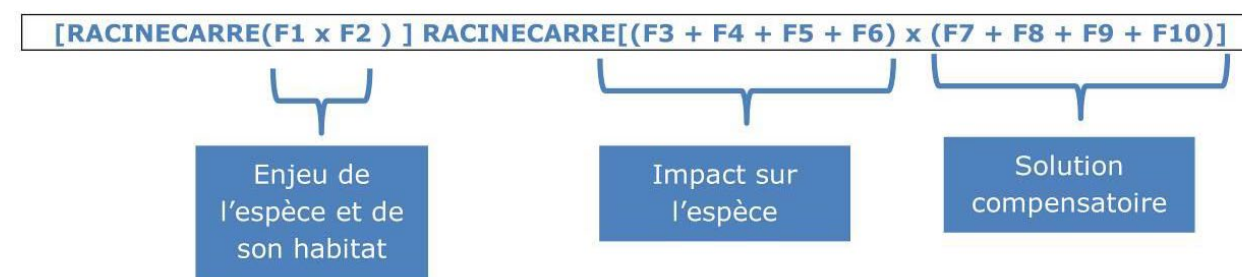 [RACINECARRE(F1 x F2 ) ] RACINECARRE[(F3 + F4 + F5 + F6) x (F7 + F8 + F9 + F10)]
Enjeu de
l'espèce et de
son habitat
Impact sur
l'espèce
Solution
compensatoire